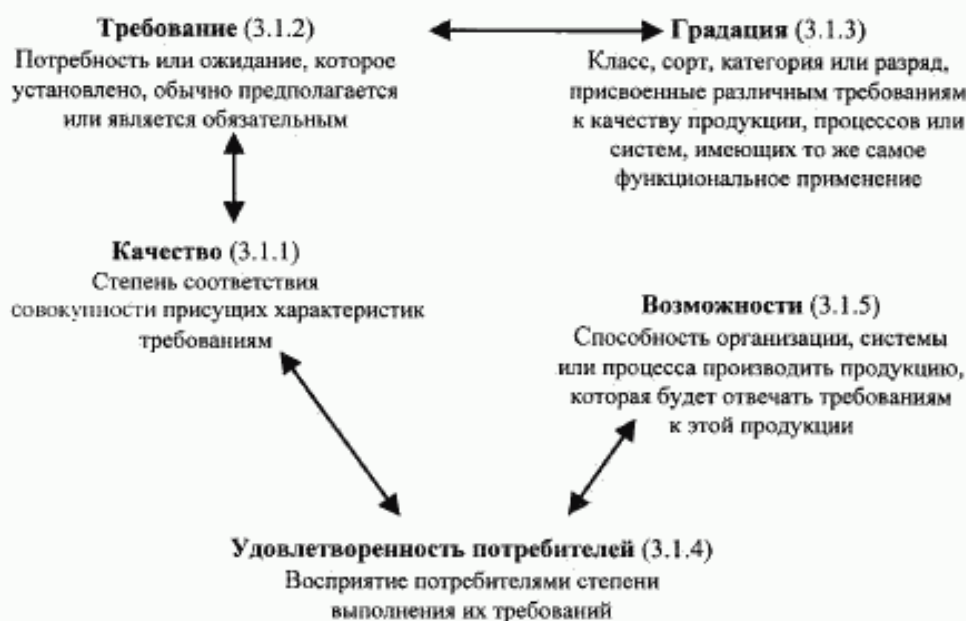 Требование (3.1.2)
Потребность или ожидание, которое
установлено, обычно предполагается
или является обязательным
Градация (3.1.3)
Класс, сорт, категория или разряд,
присвоенные различным требованиям
к качеству продукции, процессов или
систем, имеющих то же самое
функциональное применение
Качество (3.1.1)
Степень соответствия
совокупности присущих характеристик
требованиям
Возможности (3.1.5)
Способность организации, системы
или процесса производить продукцию,
которая будет отвечать требованиям
к этой продукции
Удовлетворенность потребителей (3.1.4)
Восприятие потребителями степени
выполнения их требований